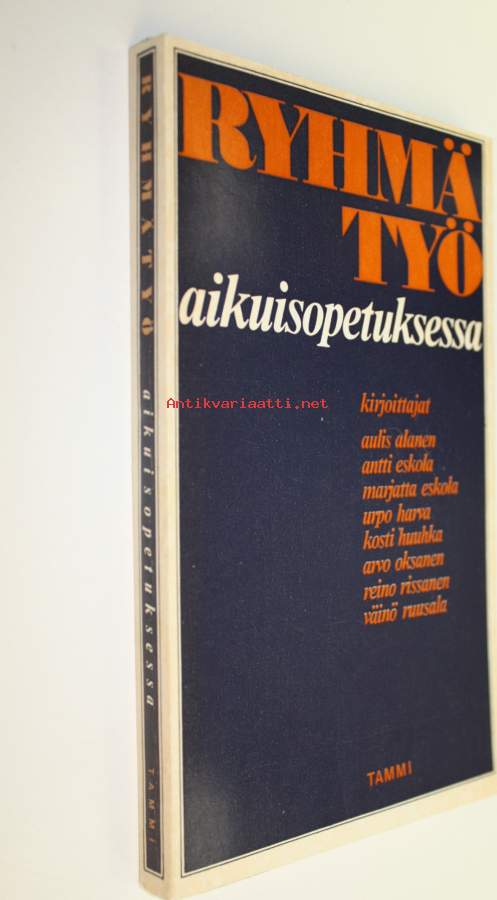 RYHMÄTYÖ aikuisopetuksessa TAMMI
RYHMÄ
TYÖ
aikuisopetuksessa
Antikvariaatti.net
kirjoittajat
aulis alanen
antti eskola
marjatta eskola
urpo harva
kosti huuhka
arvo oksanen
reino rissanen
väinö ruusala
TAMMI